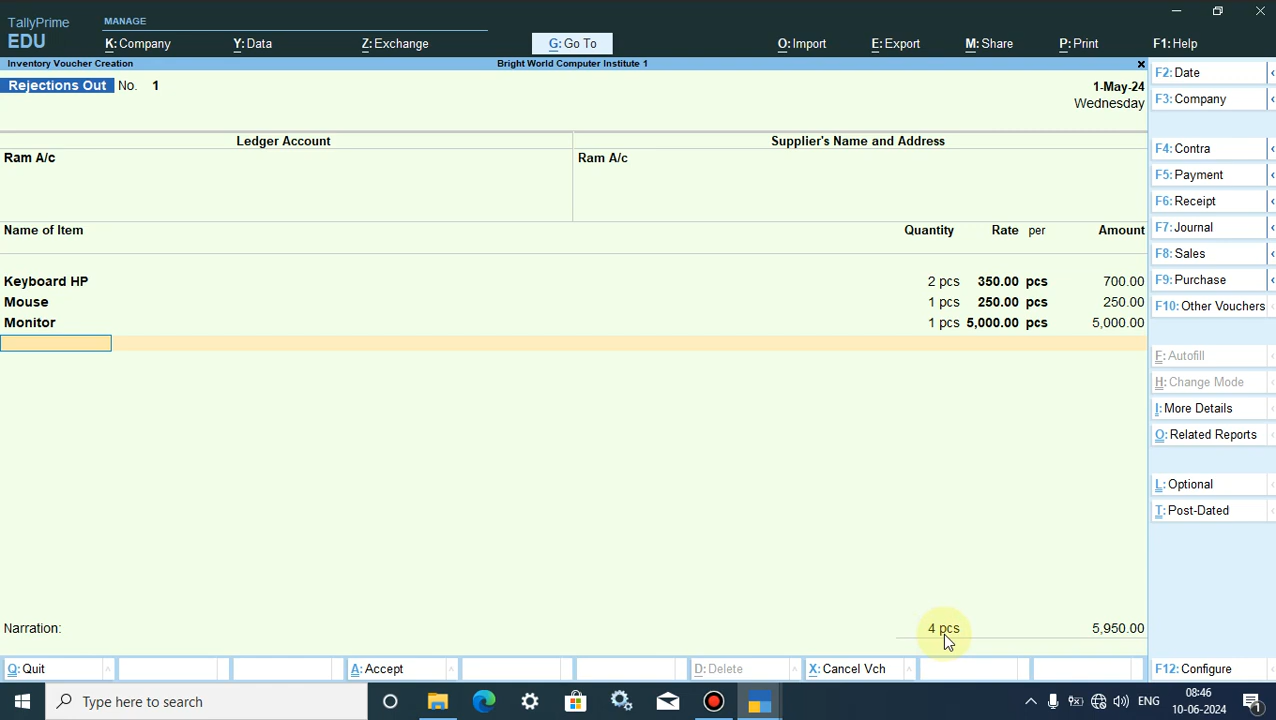 TallyPrime
EDU
MANAGE
K: Company
Y: Data
Z: Exchange
G: Go To
O: Import
E: Export
M: Share
P: Print
F1: Help
Inventory Voucher Creation
Bright World Computer Institute 1
Rejections Out No. 1
1-May-24
Wednesday
Ledger Account
Supplier's Name and Address
Ram A/c
Ram A/c
Name of Item Quantity Rate per Amount
Keyboard HP 2 pcs 350.00 pcs 700.00
Mouse 1 pcs 250.00 pcs 250.00
Monitor 1 pcs 5,000.00 pcs 5,000.00
Narration: 4 pcs 5,950.00
F2: Date
F3: Company
F4: Contra
F5: Payment
F6: Receipt
F7: Journal
F8: Sales
F9: Purchase
F10: Other Vouchers
F: Autofill
H: Change Mode
I: More Details
O: Related Reports
L: Optional
T: Post-Dated
Q: Quit
A: Accept
D: Delete
X: Cancel Vch
F12: Configure
Type here to search
ENG
08:46
10-06-2024
1